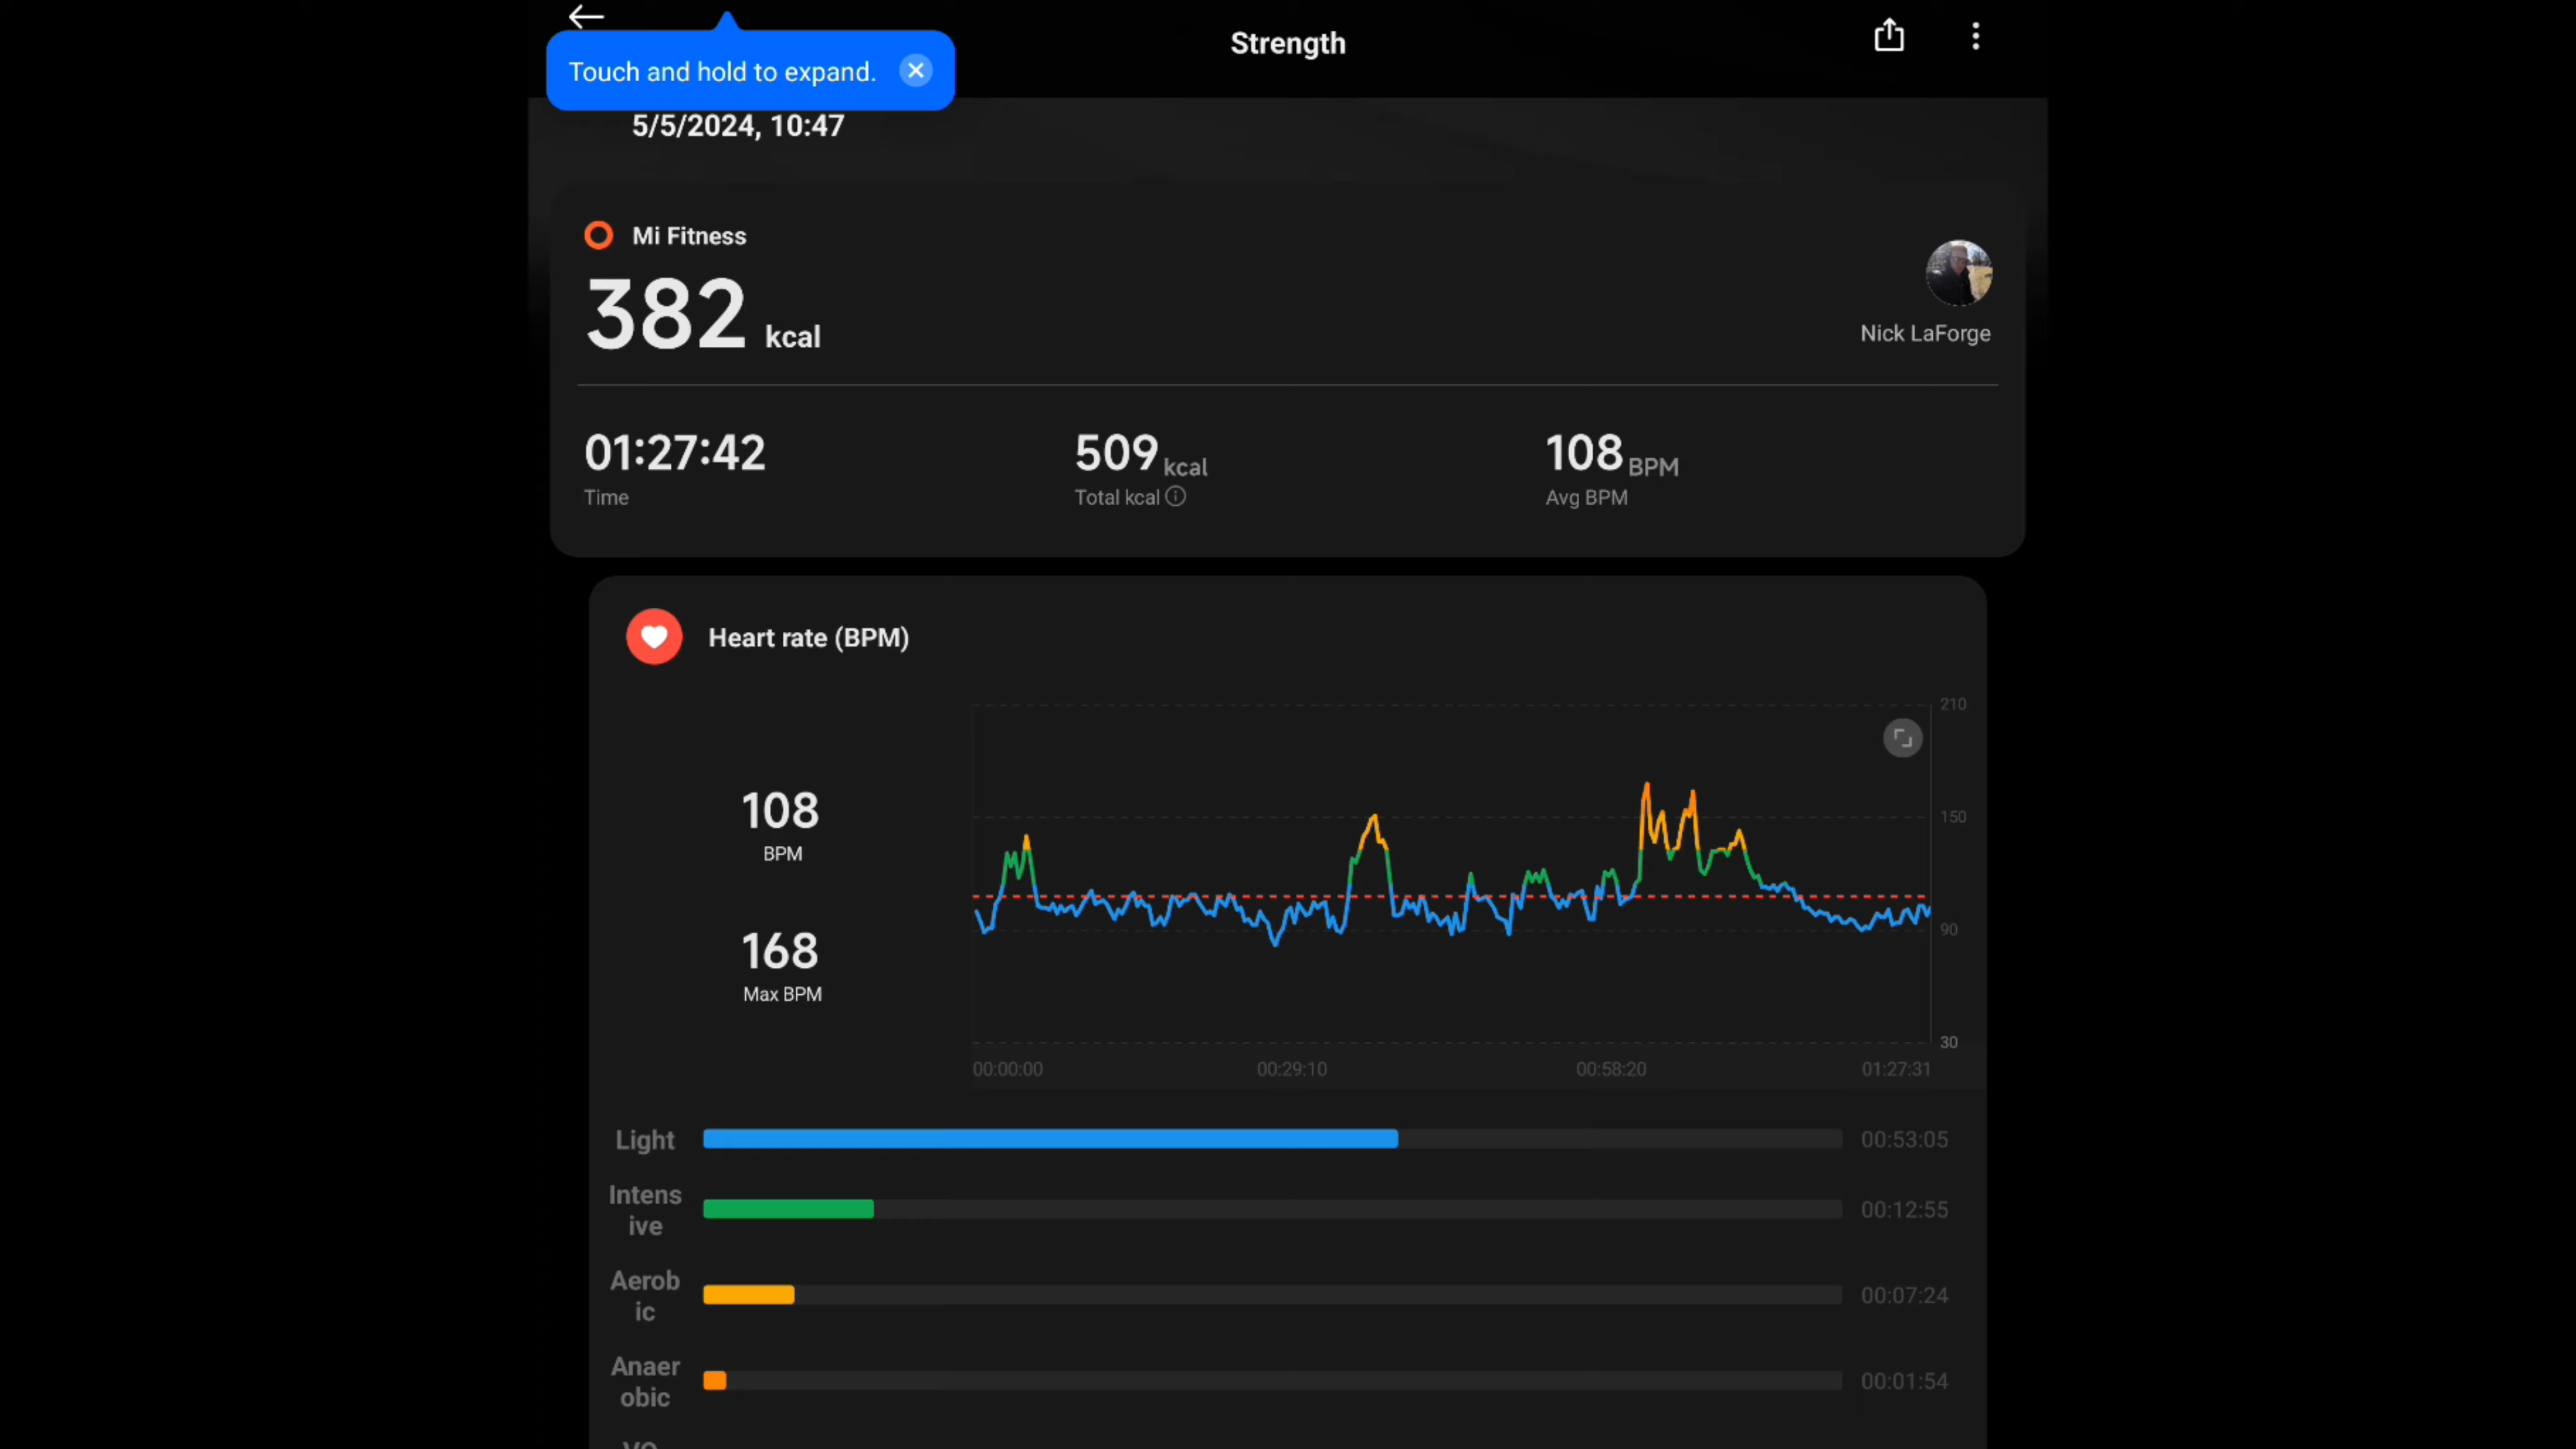 Strength
Touch and hold to expand.
5/5/2024, 10:47
Mi Fitness
382 kcal
Nick LaForge
01:27:42
Time
509 kcal
Total kcal
108 BPM
Avg BPM
Heart rate (BPM)
108
BPM
168
Max BPM
210
150
90
30
00:00:00 00:29:10 00:58:20 01:27:31
Light 00:53:05
Intens
ive 00:12:55
Aerob
ic 00:07:24
Anaer
obic 00:01:54